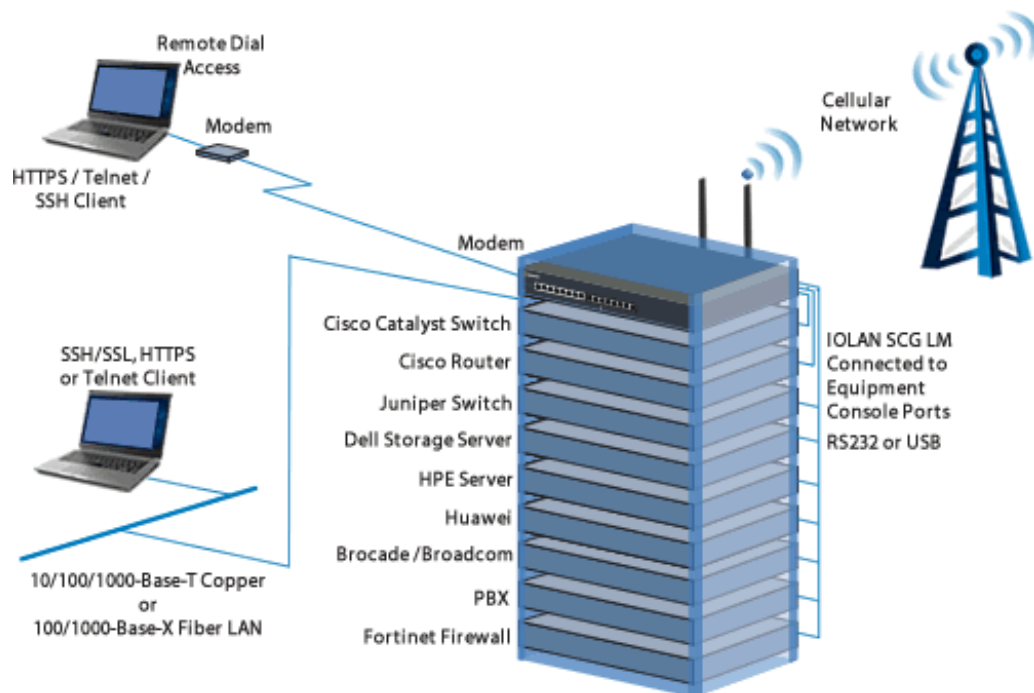 Remote Dial
Access
Modem
HTTPS / Telnet /
SSH Client
Cellular
Network
Modem
Cisco Catalyst Switch
Cisco Router
Juniper Switch
Dell Storage Server
HPE Server
Huawei
Brocade /Broadcom
PBX
Fortinet Firewall
IOLAN SCG LM
Connected to
Equipment
Console Ports
RS232 or USB
SSH/SSL, HTTPS
or Telnet Client
10/100/1000-Base-T Copper
or
100/1000-Base-X Fiber LAN